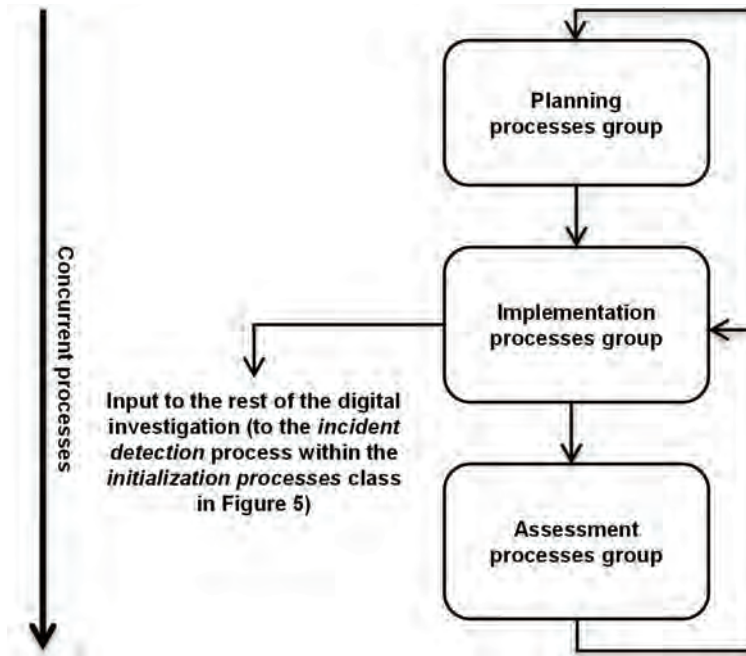 Planning
processes group
Implementation
processes group
Concurrent processes
Input to the rest of the digital
investigation (to the incident
detection process within the
initialization processes class
in Figure 5)
Assessment
processes group